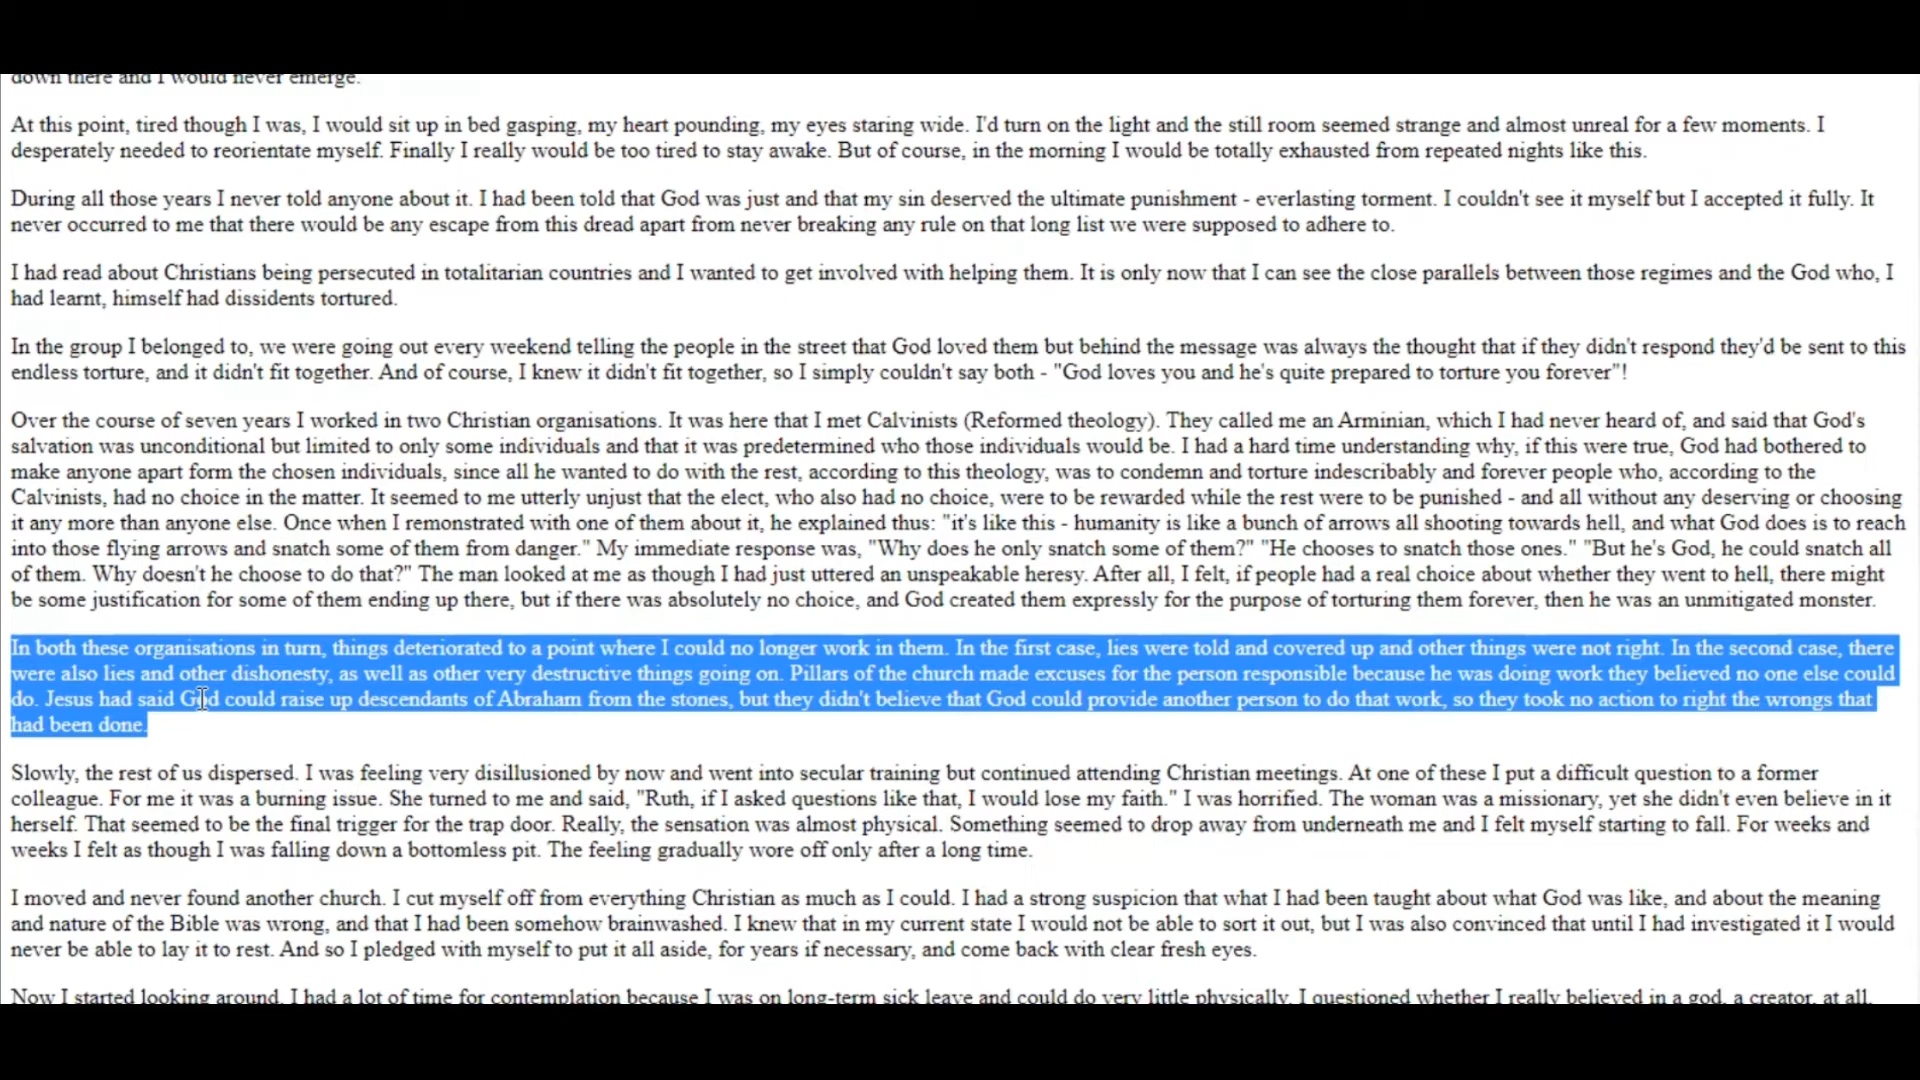 down there and I would never emerge.
At this point, tired though I was, I would sit up in bed gasping, my heart pounding, my eyes staring wide. I'd turn on the light and the still room seemed strange and almost unreal for a few moments. I
desperately needed to reorientate myself. Finally I really would be too tired to stay awake. But of course, in the morning I would be totally exhausted from repeated nights like this.
During all those years I never told anyone about it. I had been told that God was just and that my sin deserved the ultimate punishment - everlasting torment. I couldn't see it myself but I accepted it fully. It
never occurred to me that there would be any escape from this dread apart from never breaking any rule on that long list we were supposed to adhere to.
I had read about Christians being persecuted in totalitarian countries and I wanted to get involved with helping them. It is only now that I can see the close parallels between those regimes and the God who, I
had learnt, himself had dissidents tortured.
In the group I belonged to, we were going out every weekend telling the people in the street that God loved them but behind the message was always the thought that if they didn't respond they'd be sent to this
endless torture, and it didn't fit together. And of course, I knew it didn't fit together, so I simply couldn't say both - "God loves you and he's quite prepared to torture you forever"!
Over the course of seven years I worked in two Christian organisations. It was here that I met Calvinists (Reformed theology). They called me an Arminian, which I had never heard of, and said that God's
salvation was unconditional but limited to only some individuals and that it was predetermined who those individuals would be. I had a hard time understanding why, if this were true, God had bothered to
make anyone apart form the chosen individuals, since all he wanted to do with the rest, according to this theology, was to condemn and torture indescribably and forever people who, according to the
Calvinists, had no choice in the matter. It seemed to me utterly unjust that the elect, who also had no choice, were to be rewarded while the rest were to be punished - and all without any deserving or choosing
it any more than anyone else. Once when I remonstrated with one of them about it, he explained thus: "it's like this - humanity is like a bunch of arrows all shooting towards hell, and what God does is to reach
into those flying arrows and snatch some of them from danger." My immediate response was, "Why does he only snatch some of them?" "He chooses to snatch those ones." "But he's God, he could snatch all
of them. Why doesn't he choose to do that?" The man looked at me as though I had just uttered an unspeakable heresy. After all, I felt, if people had a real choice about whether they went to hell, there might
be some justification for some of them ending up there, but if there was absolutely no choice, and God created them expressly for the purpose of torturing them forever, then he was an unmitigated monster.
In both these organisations in turn, things deteriorated to a point where I could no longer work in them. In the first case, lies were told and covered up and other things were not right. In the second case, there
were also lies and other dishonesty, as well as other very destructive things going on. Pillars of the church made excuses for the person responsible because he was doing work they believed no one else could
do. Jesus had said God could raise up descendants of Abraham from the stones, but they didn't believe that God could provide another person to do that work, so they took no action to right the wrongs that
had been done.
Slowly, the rest of us dispersed. I was feeling very disillusioned by now and went into secular training but continued attending Christian meetings. At one of these I put a difficult question to a former
colleague. For me it was a burning issue. She turned to me and said, "Ruth, if I asked questions like that, I would lose my faith." I was horrified. The woman was a missionary, yet she didn't even believe in it
herself. That seemed to be the final trigger for the trap door. Really, the sensation was almost physical. Something seemed to drop away from underneath me and I felt myself starting to fall. For weeks and
weeks I felt as though I was falling down a bottomless pit. The feeling gradually wore off only after a long time.
I moved and never found another church. I cut myself off from everything Christian as much as I could. I had a strong suspicion that what I had been taught about what God was like, and about the meaning
and nature of the Bible was wrong, and that I had been somehow brainwashed. I knew that in my current state I would not be able to sort it out, but I was also convinced that until I had investigated it I would
never be able to lay it to rest. And so I pledged with myself to put it all aside, for years if necessary, and come back with clear fresh eyes.
Now I started looking around. I had a lot of time for contemplation because I was on long-term sick leave and could do very little physically. I questioned whether I really believed in a god, a creator, at all.